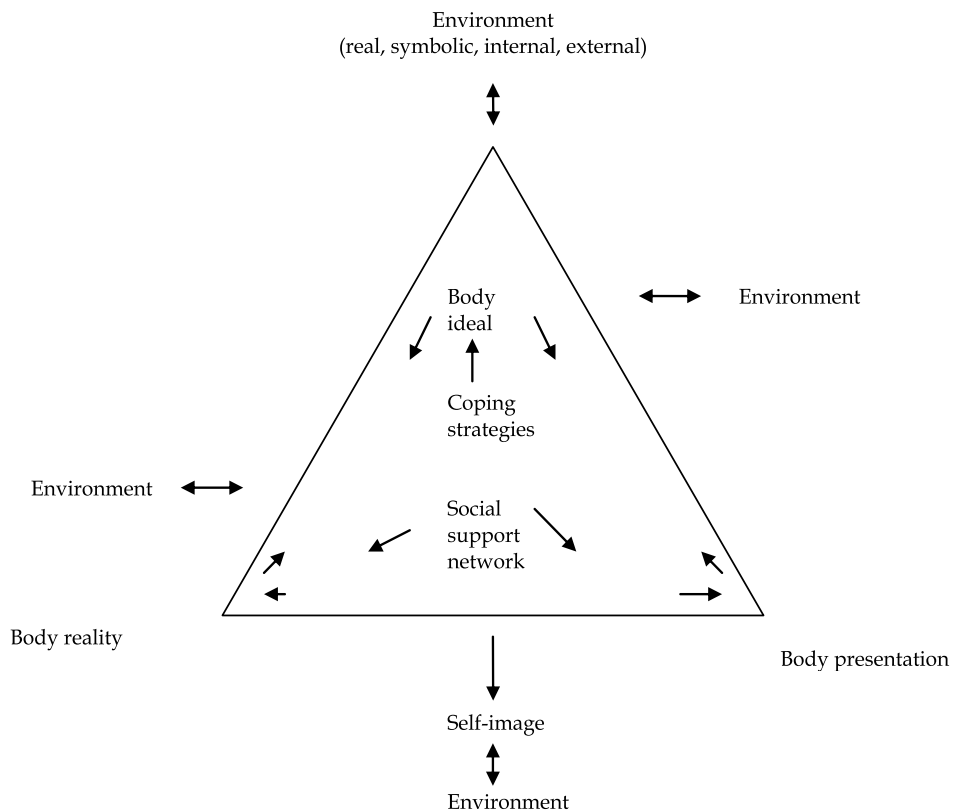 Environment
(real, symbolic, internal, external)
Body
ideal
Environment
Coping
strategies
Environment
Social
support
network
Body reality
Body presentation
Self-image
Environment